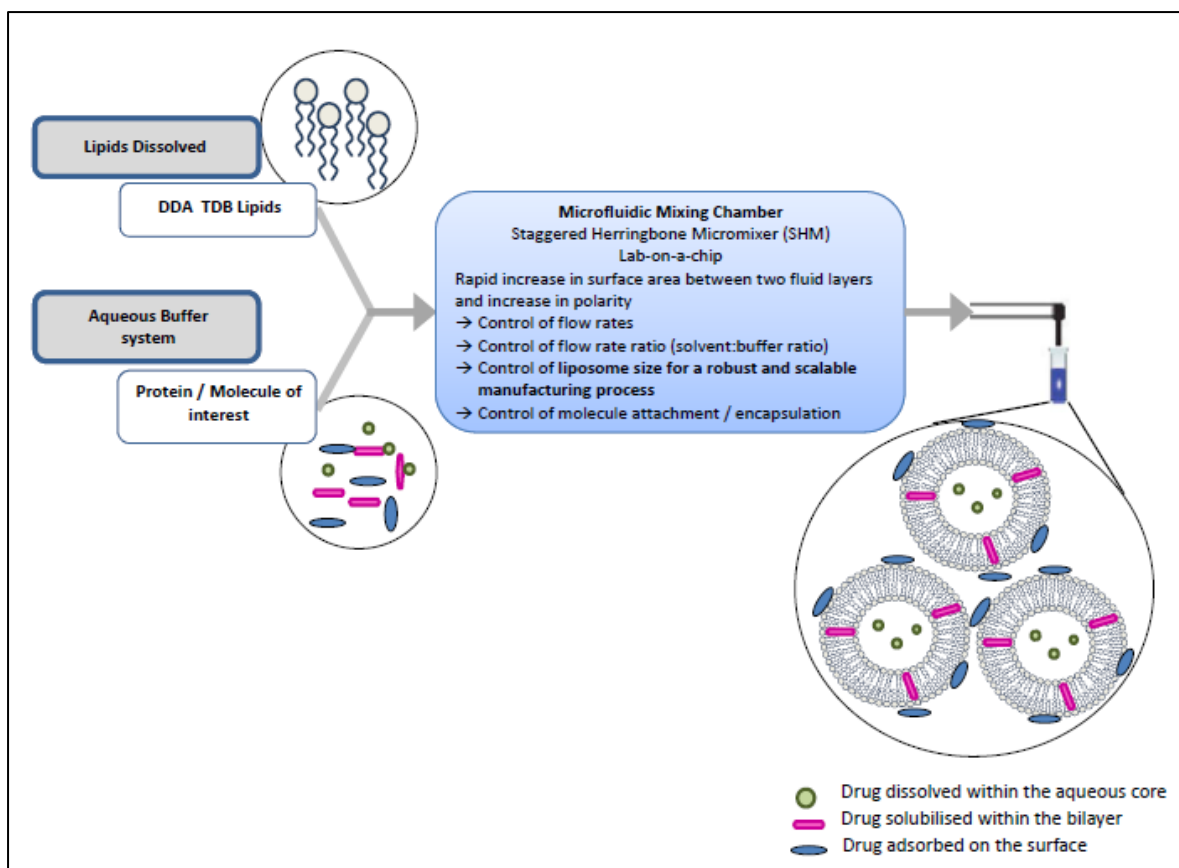 Lipids Dissolved
DDA TDB Lipids
Aqueous Buffer
system
Protein / Molecule of
interest
Microfluidic Mixing Chamber
Staggered Herringbone Micromixer (SHM)
Lab-on-a-chip
Rapid increase in surface area between two fluid layers
and increase in polarity
→ Control of flow rates
→ Control of flow rate ratio (solvent:buffer ratio)
→ Control of liposome size for a robust and scalable
manufacturing process
→ Control of molecule attachment / encapsulation
Drug dissolved within the aqueous core
Drug solubilised within the bilayer
Drug adsorbed on the surface